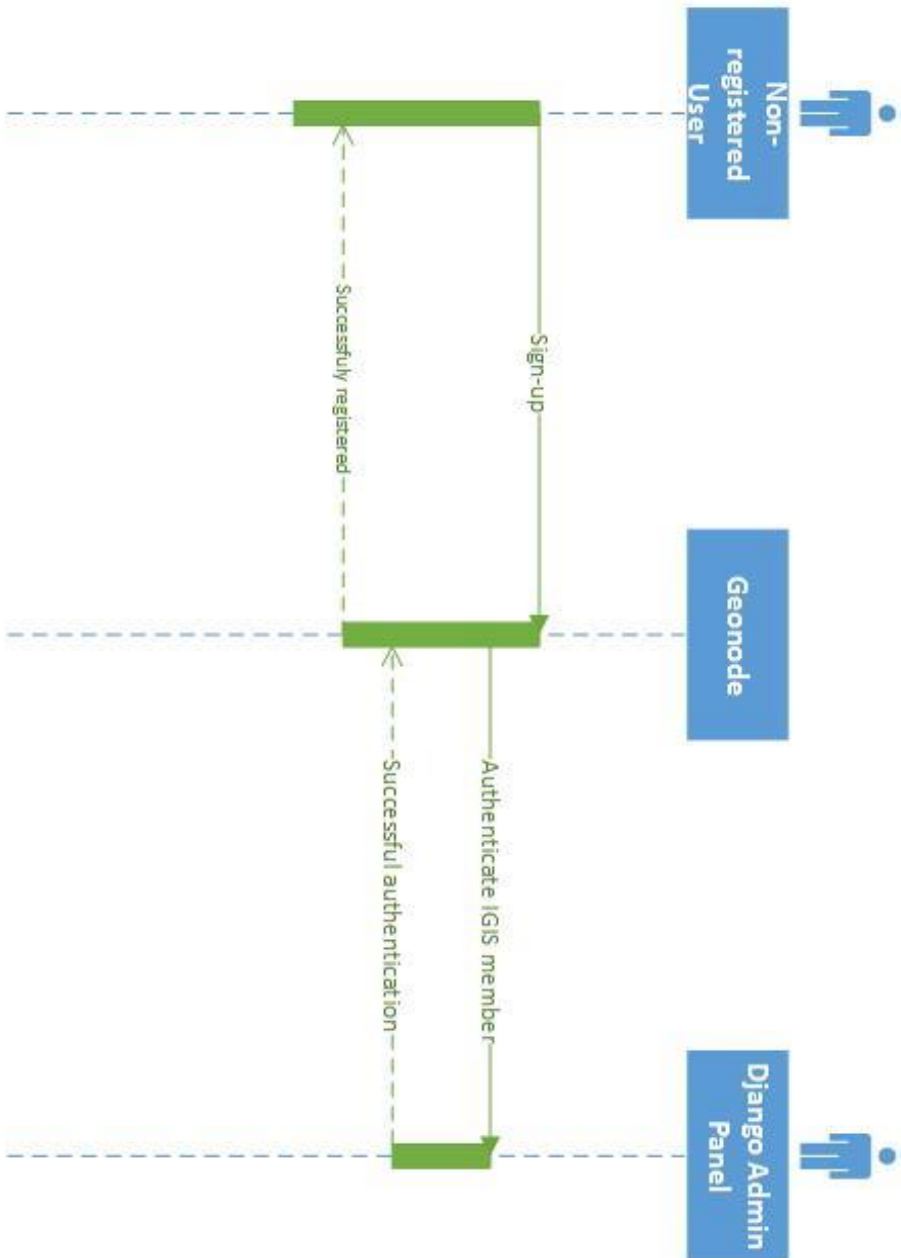 Non-
registered
User
Geonode
Django Admin
Panel
Sign-up
Authenticate IGIS member
Successful authentication
Successfuly registered